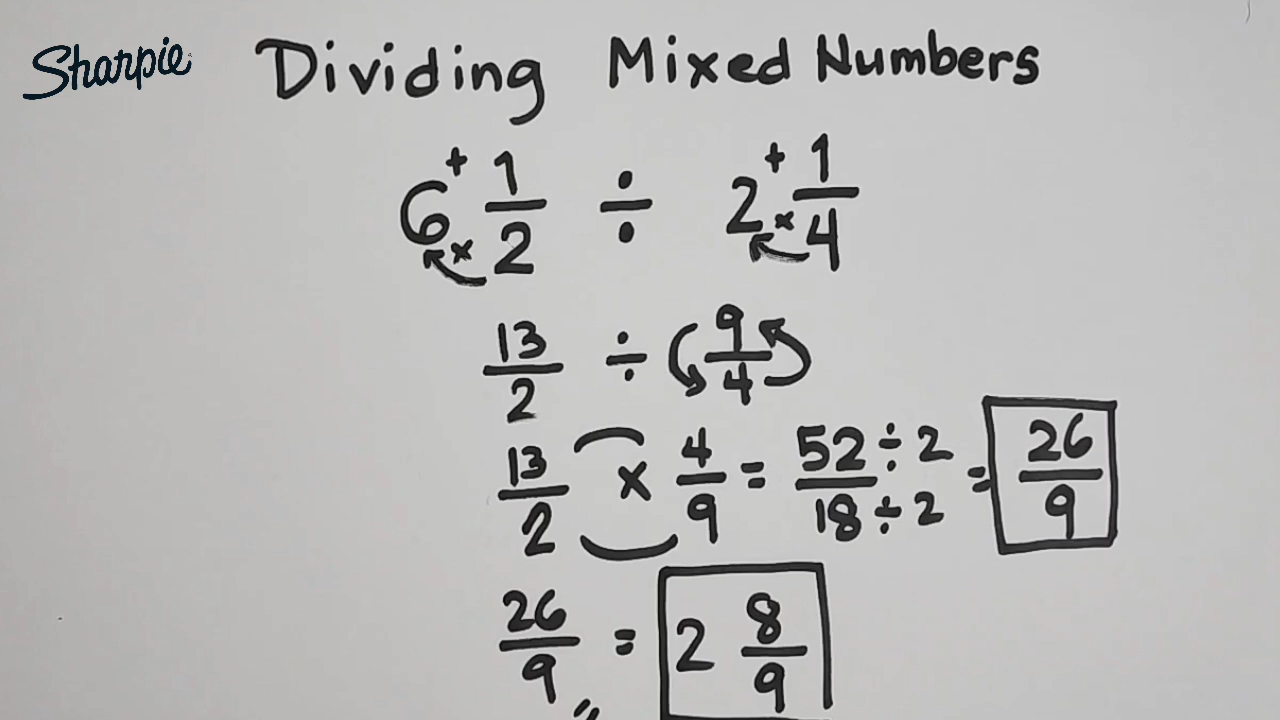 Sharpie Dividing Mixed Numbers
6 + × 1/2 ÷ 2 + × 1/4
13/2 ÷ 9/4
13/2 × 4/9 = 52 ÷ 2 / 18 ÷ 2 = 26/9
26/9 = 2 8/9